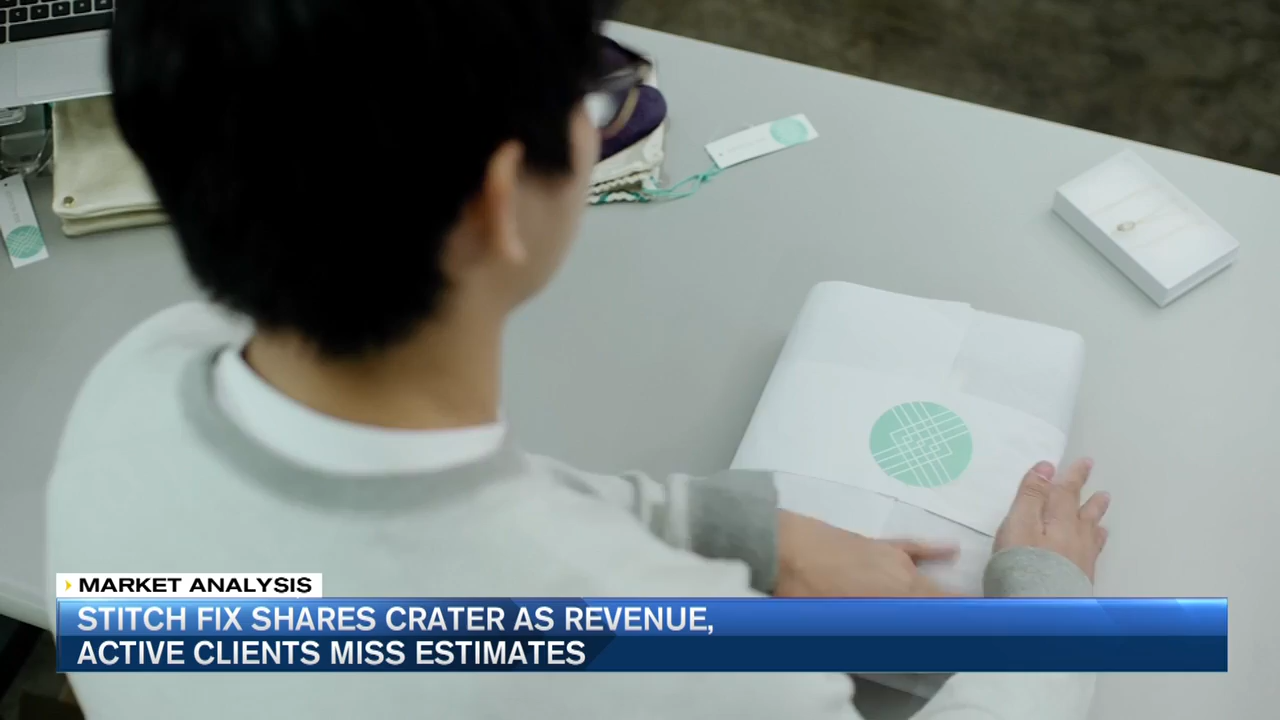 MARKET ANALYSIS
STITCH FIX SHARES CRATER AS REVENUE,
ACTIVE CLIENTS MISS ESTIMATES